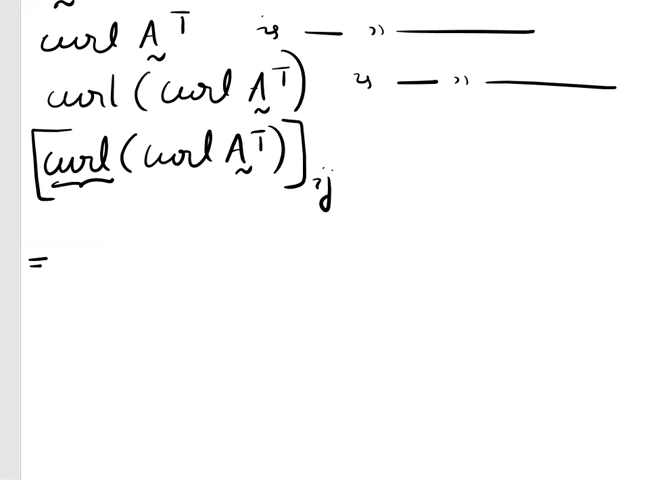 curl A^T is — " —
curl (curl A^T) is — " —
[curl (curl A^T)]_ij
=